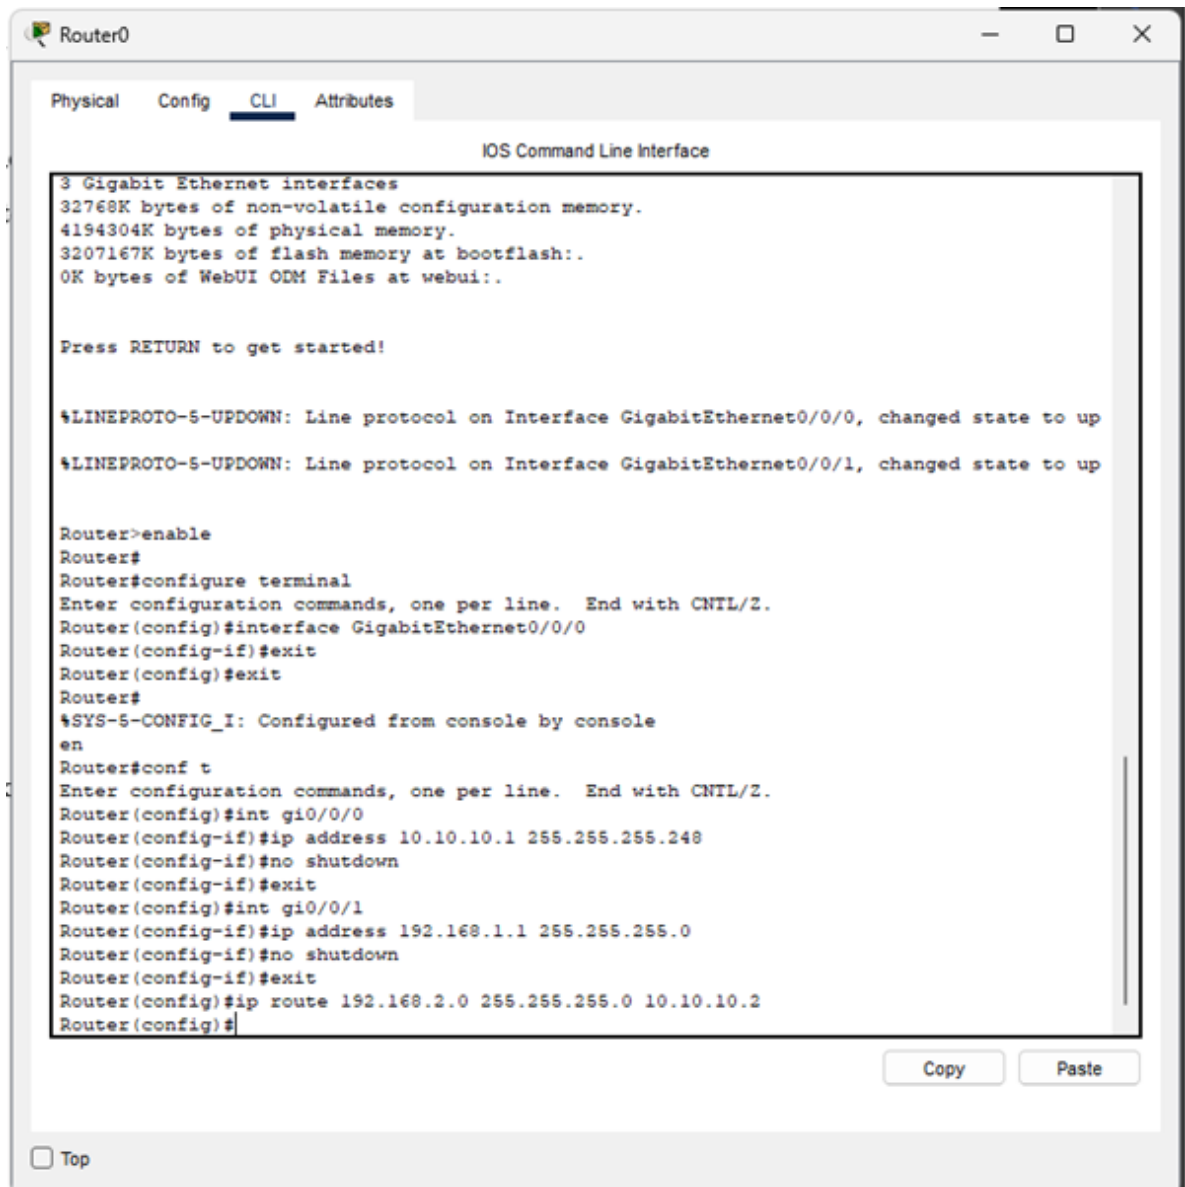 Router0
Physical Config CLI Attributes
IOS Command Line Interface
3 Gigabit Ethernet interfaces
32768K bytes of non-volatile configuration memory.
4194304K bytes of physical memory.
3207167K bytes of flash memory at bootflash:.
0K bytes of WebUI ODM Files at webui:.
Press RETURN to get started!
%LINEPROTO-5-UPDOWN: Line protocol on Interface GigabitEthernet0/0/0, changed state to up
%LINEPROTO-5-UPDOWN: Line protocol on Interface GigabitEthernet0/0/1, changed state to up
Router>enable
Router#
Router#configure terminal
Enter configuration commands, one per line.  End with CNTL/Z.
Router(config)#interface GigabitEthernet0/0/0
Router(config-if)#exit
Router(config)#exit
Router#
%SYS-5-CONFIG_I: Configured from console by console
en
Router#conf t
Enter configuration commands, one per line.  End with CNTL/Z.
Router(config)#int gi0/0/0
Router(config-if)#ip address 10.10.10.1 255.255.255.248
Router(config-if)#no shutdown
Router(config-if)#exit
Router(config)#int gi0/0/1
Router(config-if)#ip address 192.168.1.1 255.255.255.0
Router(config-if)#no shutdown
Router(config-if)#exit
Router(config)#ip route 192.168.2.0 255.255.255.0 10.10.10.2
Router(config)#
Copy Paste
Top